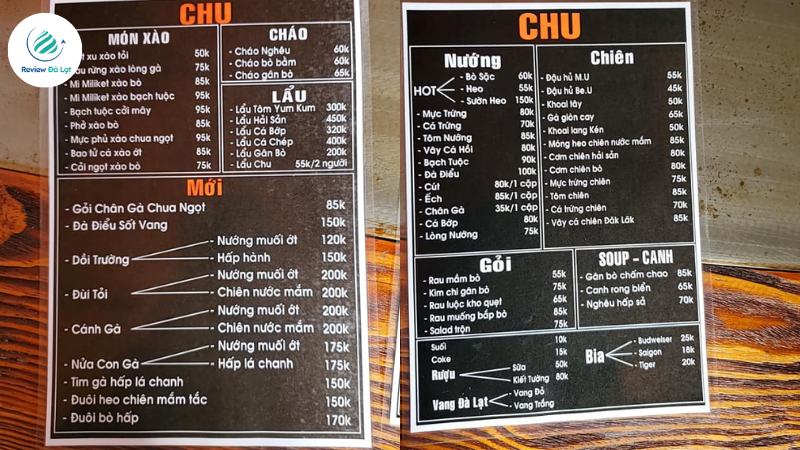 Review Đà Lạt
CHU
MÓN XÀO
xu xào tỏi 50k
rừng xào lòng gà 75k
- Mì Miliket xào bò 85k
- Mì Miliket xào bạch tuộc 95k
- Bạch tuộc cởi mây 95k
- Phở xào bò 85k
- Mực phủ xào chua ngọt 95k
- Bao tử cá xào ớt 85k
- Cải ngọt xào bò 75k
CHÁO
- Cháo Nghêu 60k
- Cháo bò bằm 60k
- Cháo gân bò 65k
LẨU
- Lẩu Tôm Yum Kum 300k
- Lẩu Hải Sản 450k
- Lẩu Cá Bớp 320k
- Lẩu Cá Chép 400k
- Lẩu Gân Bò 200k
- Lẩu Chu 55k/2 người
Mới
- Gỏi Chân Gà Chua Ngọt 85k
- Đà Điểu Sốt Vang 150k
- Dồi Trường
- Nướng muối ớt 120k
- Hấp hành 150k
- Đùi Tỏi
- Nướng muối ớt 200k
- Chiên nước mắm 200k
- Cánh Gà
- Nướng muối ớt 200k
- Chiên nước mắm 200k
- Nửa Con Gà
- Nướng muối ớt 175k
- Hấp lá chanh 175k
- Tim gà hấp lá chanh 150k
- Đuôi heo chiên mắm tắc 150k
- Đuôi bò hấp 170k
CHU
Nướng
HOT
- Bò Sặc 60k
- Heo 55k
- Sườn Heo 150k
- Mực Trứng 80k
- Cá Trứng 70k
- Tôm Nướng 85k
- Vây Cá Hồi 80k
- Bạch Tuộc 90k
- Đà Điểu 100k
- Cút 80k/1 cặp
- Ếch 85k/1 cặp
- Chân Gà 35k/1 cặp
- Cá Bớp 80k
- Lòng Nướng 75k
Chiên
- Đậu hủ M.U 55k
- Đậu hủ Be.U 45k
- Khoai tây 50k
- Gà giòn cay 65k
- Khoai lang Kén 50k
- Móng heo chiên nước mắm 80k
- Cơm chiên hải sản 80k
- Cơm chiên bò 80k
- Mực trứng chiên 75k
- Tôm chiên 85k
- Cá trứng chiên 70k
- Vây cá chiên Đăk Lăk 85k
Gỏi
- Rau mầm bò 55k
- Kim chi gân bò 75k
- Rau luộc kho quẹt 65k
- Rau muống bắp bò 85k
- Salad trộn 75k
SOUP - CANH
- Gân bò chấm chao 85k
- Canh rong biển 65k
- Nghêu hấp sả 70k
Suối 10k
Coke 15k
Rượu
Sữa 50k
Kiết Tường 80k
Vang Đà Lạt
- Vang Đỏ
- Vang Trắng
Bia
- Budweiser 25k
- Saigon 18k
- Tiger 20k